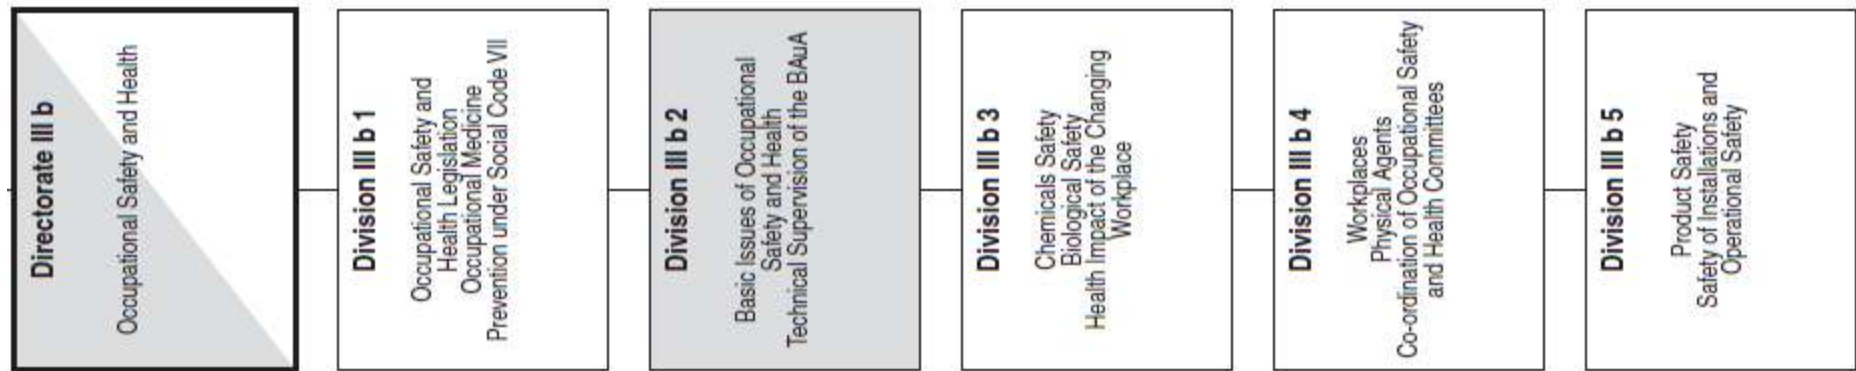 Directorate III b
Occupational Safety and Health
Division III b 1
Occupational Safety and
Health Legislation
Occupational Medicine
Prevention under Social Code VII
Division III b 2
Basic Issues of Occupational
Safety and Health
Technical Supervision of the BAuA
Division III b 3
Chemicals Safety
Biological Safety
Health Impact of the Changing
Workplace
Division III b 4
Workplaces
Physical Agents
Co-ordination of Occupational Safety
and Health Committees
Division III b 5
Product Safety
Safety of Installations and
Operational Safety